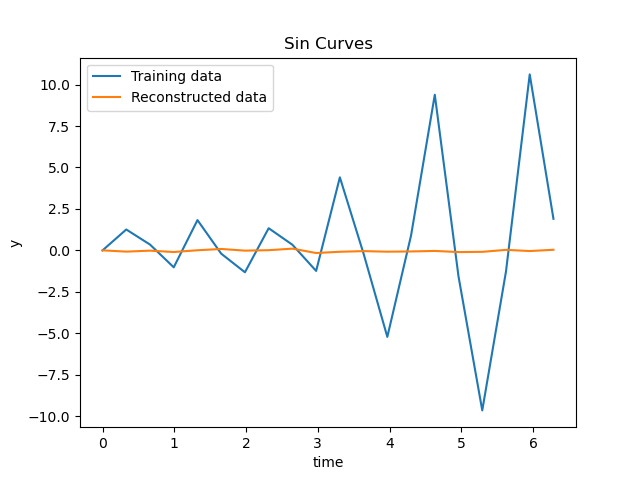 Sin Curves
Training data
Reconstructed data
10.0
7.5
5.0
2.5
0.0
−2.5
−5.0
−7.5
−10.0
y
0 1 2 3 4 5 6
time